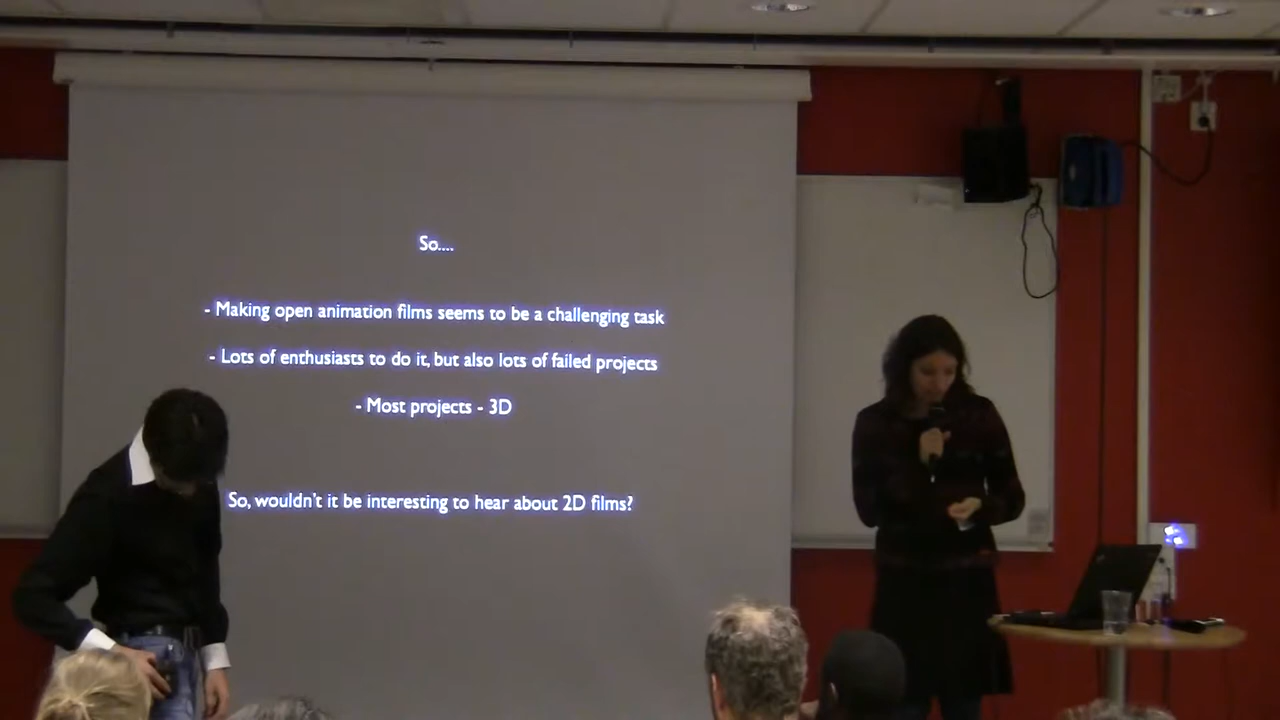 So....
- Making open animation films seems to be a challenging task
- Lots of enthusiasts to do it, but also lots of failed projects
- Most projects - 3D
So, wouldn't it be interesting to hear about 2D films?